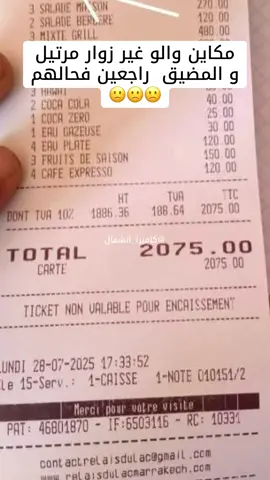 3 SALADE MAISON 270.00
3 SALADE BERBERE 120.00
3 MIXTE GRILL 480.00
مكاين والو غير زوار مرتيل
و المضيق راجعين فحالهم
🙁🙁🙁
2 COCA COLA 40.00
1 COCA ZERO 25.00
1 EAU GAZEUSE 30.00
4 EAU PLATE 120.00
3 FRUITS DE SAISON 150.00
4 CAFE EXPRESSO 120.00
HT TVA TTC
DONT TVA 10% 1886.36 188.64 2075.00
TOTAL 2075.00
CARTE 2075.00
TICKET NON VALABLE POUR ENCAISSEMENT
LUNDI 28-07-2025 17:33:52
le 15-Serv.: 1-CAISSE 1-NOTE 010151/2
Merci pour votre visite
PAT: 46801870 - IF:6503116 - RC: 10331
contactrelaisdulac@gmail.com
www.relaisdulacmarrakech.com